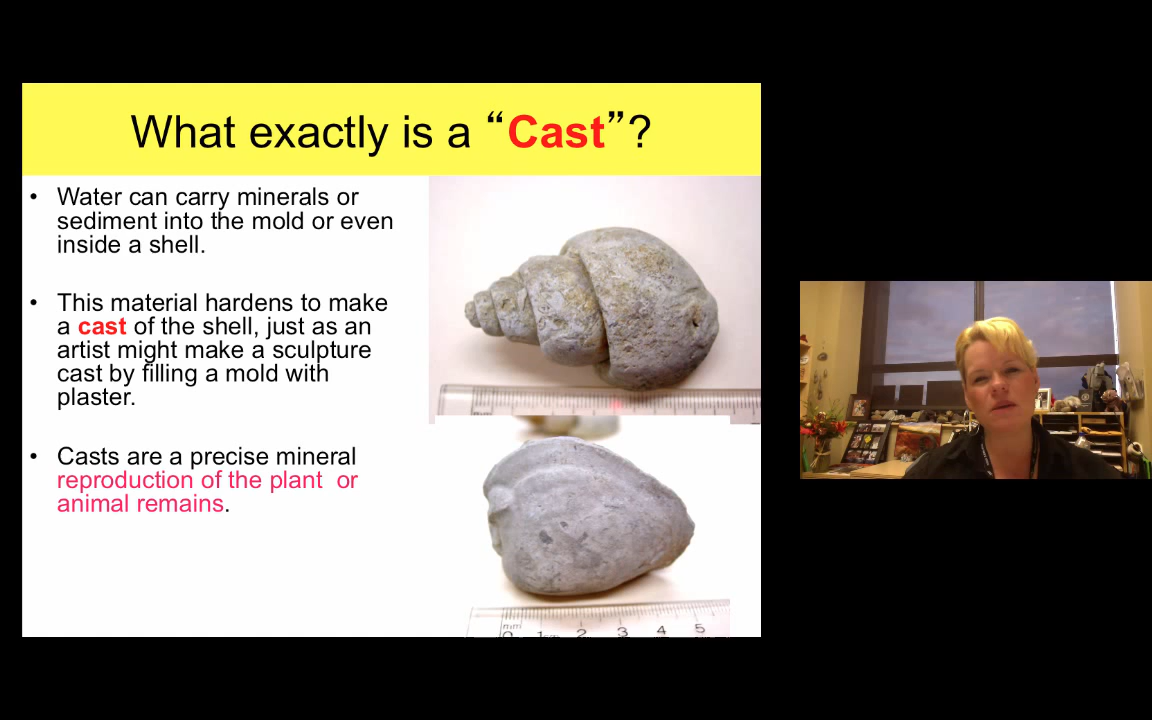 What exactly is a “Cast”?
• Water can carry minerals or
sediment into the mold or even
inside a shell.
• This material hardens to make
a cast of the shell, just as an
artist might make a sculpture
cast by filling a mold with
plaster.
• Casts are a precise mineral
reproduction of the plant or
animal remains.
mm
0 1 2 3 4 5